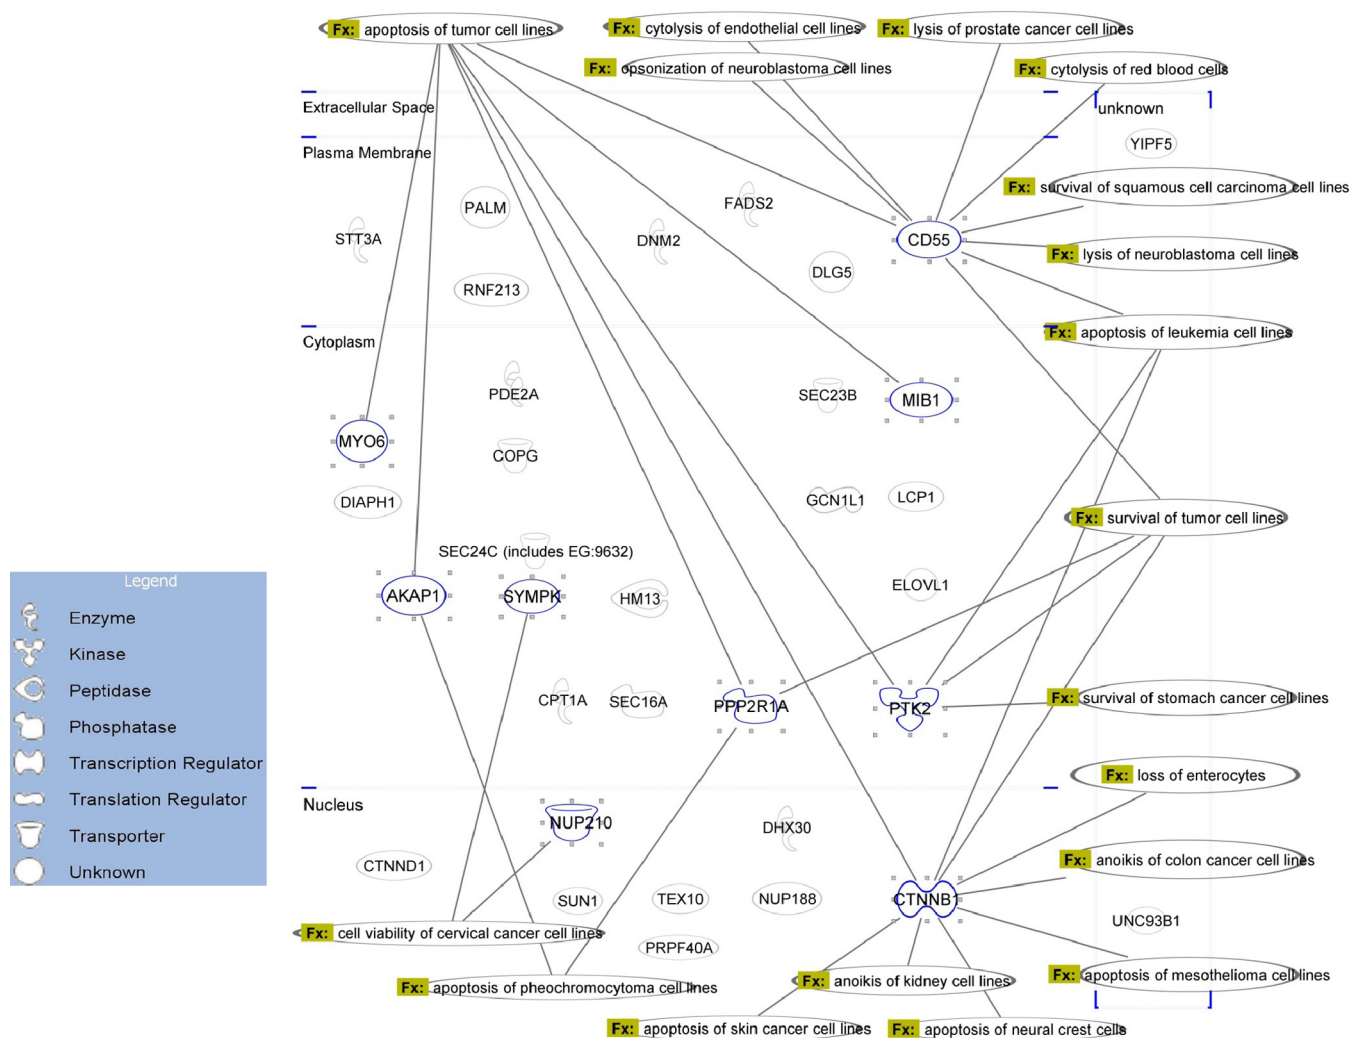 Fx: apoptosis of tumor cell lines
Fx: cytolysis of endothelial cell lines
Fx: lysis of prostate cancer cell lines
Fx: opsonization of neuroblastoma cell lines
Fx: cytolysis of red blood cells
Extracellular Space
unknown
Plasma Membrane
YIPF5
Fx: survival of squamous cell carcinoma cell lines
PALM
FADS2
STT3A
DNM2
CD55
Fx: lysis of neuroblastoma cell lines
DLG5
RNF213
Fx: apoptosis of leukemia cell lines
Cytoplasm
PDE2A
SEC23B
MIB1
MYO6
COPG
DIAPH1
GCN1L1
LCP1
Fx: survival of tumor cell lines
SEC24C (includes EG:9632)
AKAP1
SYMPK
HM13
ELOVL1
CPT1A
SEC16A
PPP2R1A
PTK2
Fx: survival of stomach cancer cell lines
Fx: loss of enterocytes
Nucleus
NUP210
DHX30
CTNND1
Fx: anoikis of colon cancer cell lines
SUN1
TEX10
NUP188
CTNNB1
UNC93B1
Fx: cell viability of cervical cancer cell lines
PRPF40A
Fx: apoptosis of mesothelioma cell lines
Fx: apoptosis of pheochromocytoma cell lines
Fx: anoikis of kidney cell lines
Fx: apoptosis of skin cancer cell lines
Fx: apoptosis of neural crest cells
Legend
Enzyme
Kinase
Peptidase
Phosphatase
Transcription Regulator
Translation Regulator
Transporter
Unknown